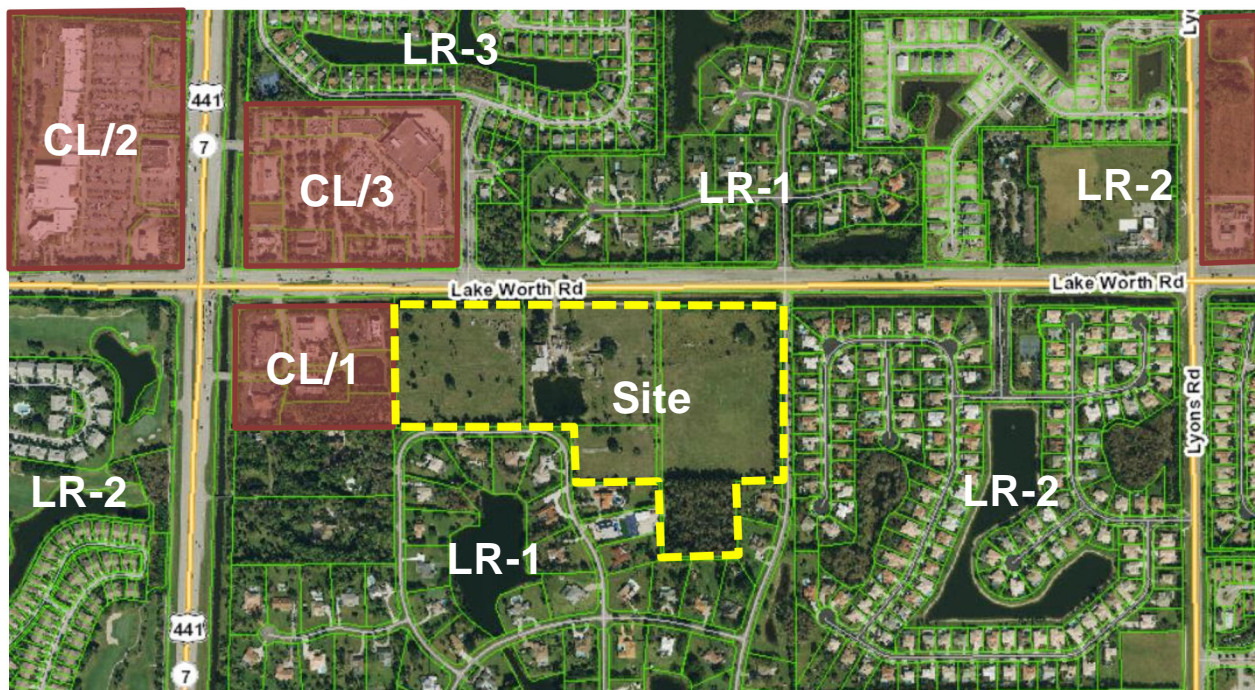 LR-3
Ly
441
7
CL/2
CL/3
LR-1
LR-2
Lake Worth Rd
Lake Worth Rd
CL/1
Site
Lyons Rd
LR-2
LR-2
LR-1
441
7